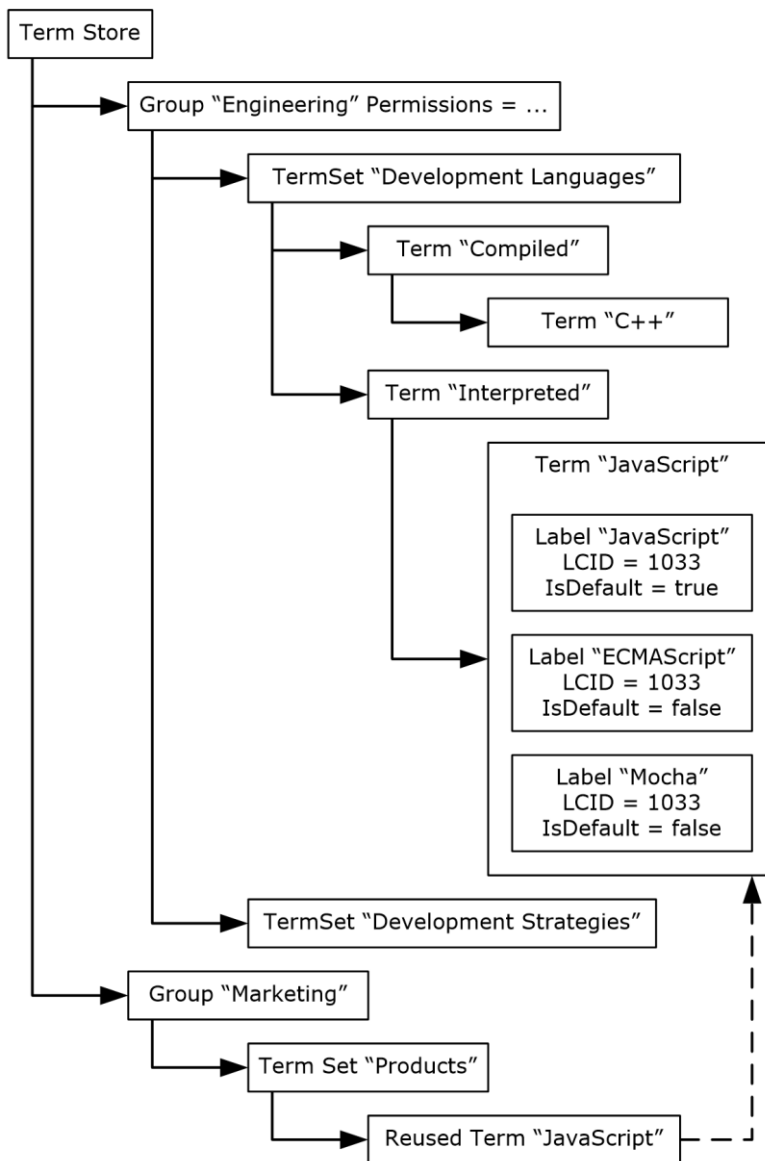 Term Store
Group “Engineering” Permissions = ...
TermSet “Development Languages”
Term “Compiled”
Term “C++”
Term “Interpreted”
Term “JavaScript”
Label “JavaScript”
LCID = 1033
IsDefault = true
Label “ECMAScript”
LCID = 1033
IsDefault = false
Label “Mocha”
LCID = 1033
IsDefault = false
TermSet “Development Strategies”
Group “Marketing”
Term Set “Products”
Reused Term “JavaScript”